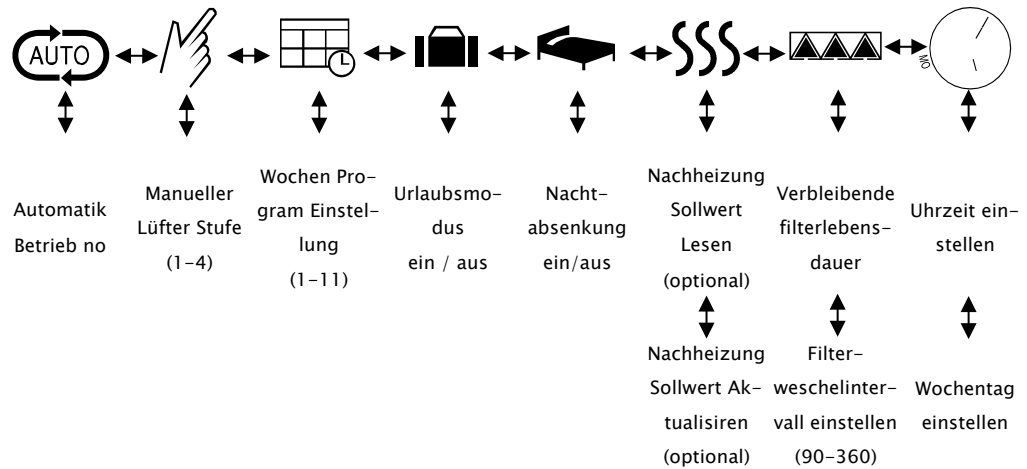 AUTO
MO
Automatik
Betrieb no
Manueller
Lüfter Stufe
(1-4)
Wochen Pro-
gram Einstel-
lung
(1-11)
Urlaubsmo-
dus
ein / aus
Nacht-
absenkung
ein/aus
Nachheizung
Sollwert
Lesen
(optional)
Verbleibende
filterlebens-
dauer
Uhrzeit ein-
stellen
Nachheizung
Sollwert Ak-
tualisiren
(optional)
Filter-
weschelinter-
vall einstellen
(90-360)
Wochentag
einstellen